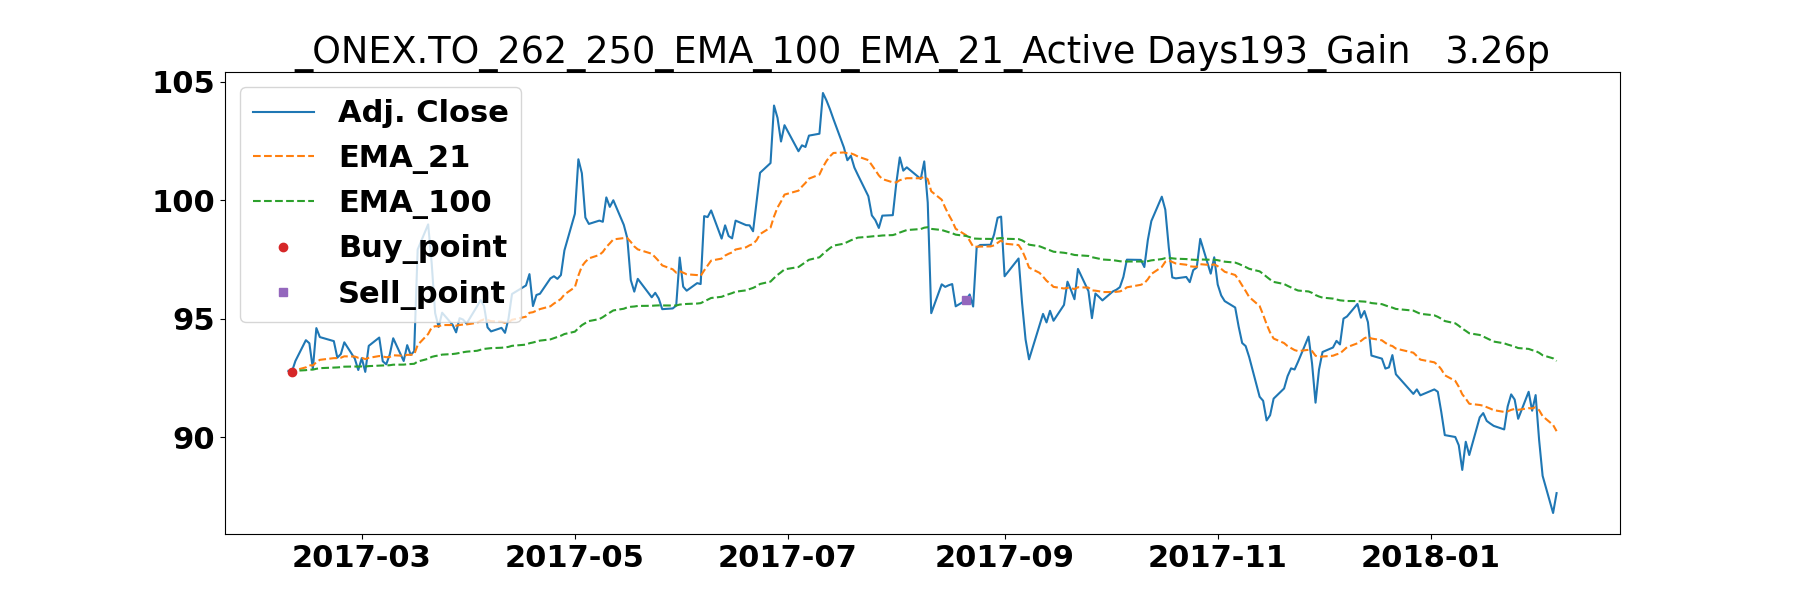 _ONEX.TO_262_250_EMA_100_EMA_21_Active Days193_Gain   3.26p
105
100
95
90
Adj. Close
EMA_21
EMA_100
Buy_point
Sell_point
2017-03 2017-05 2017-07 2017-09 2017-11 2018-01